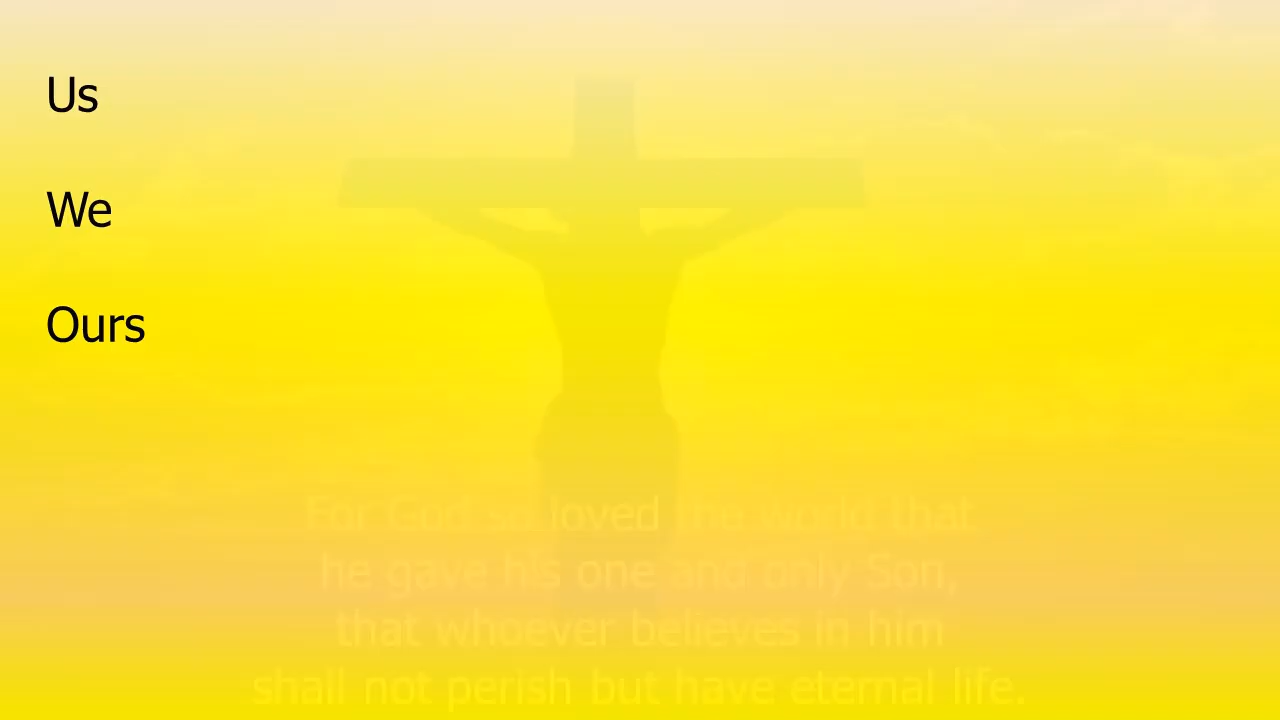 Us
We
Ours
For God so loved the world that
he gave his one and only Son,
that whoever believes in him
shall not perish but have eternal life.